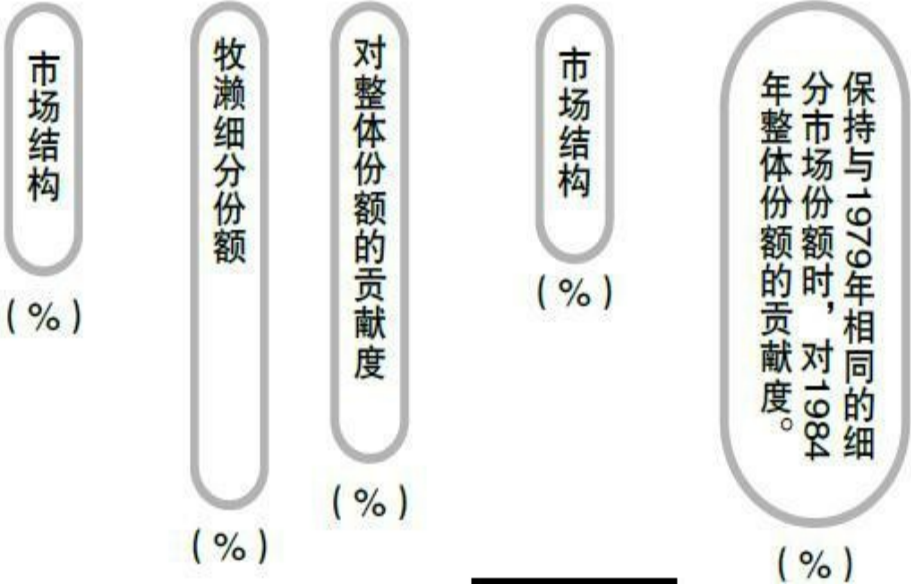 市场结构
(%)
牧濑细分份额
(%)
对整体份额的贡献度
(%)
市场结构
(%)
保持与1979年相同的细
分市场份额时，对1984
年整体份额的贡献度。
(%)